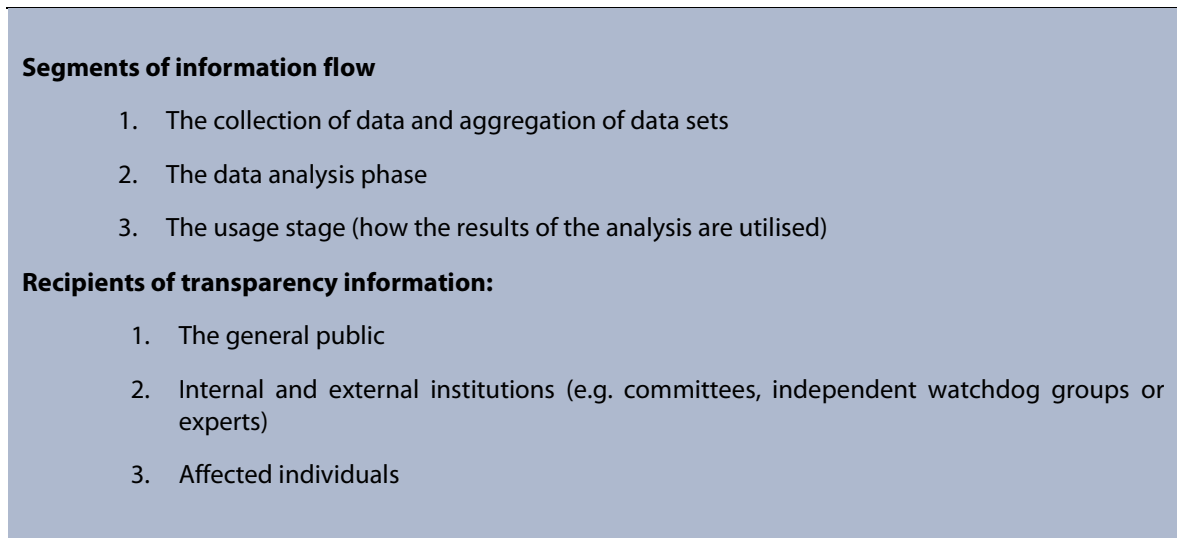 Segments of information flow
1. The collection of data and aggregation of data sets
2. The data analysis phase
3. The usage stage (how the results of the analysis are utilised)
Recipients of transparency information:
1. The general public
2. Internal and external institutions (e.g. committees, independent watchdog groups or
experts)
3. Affected individuals